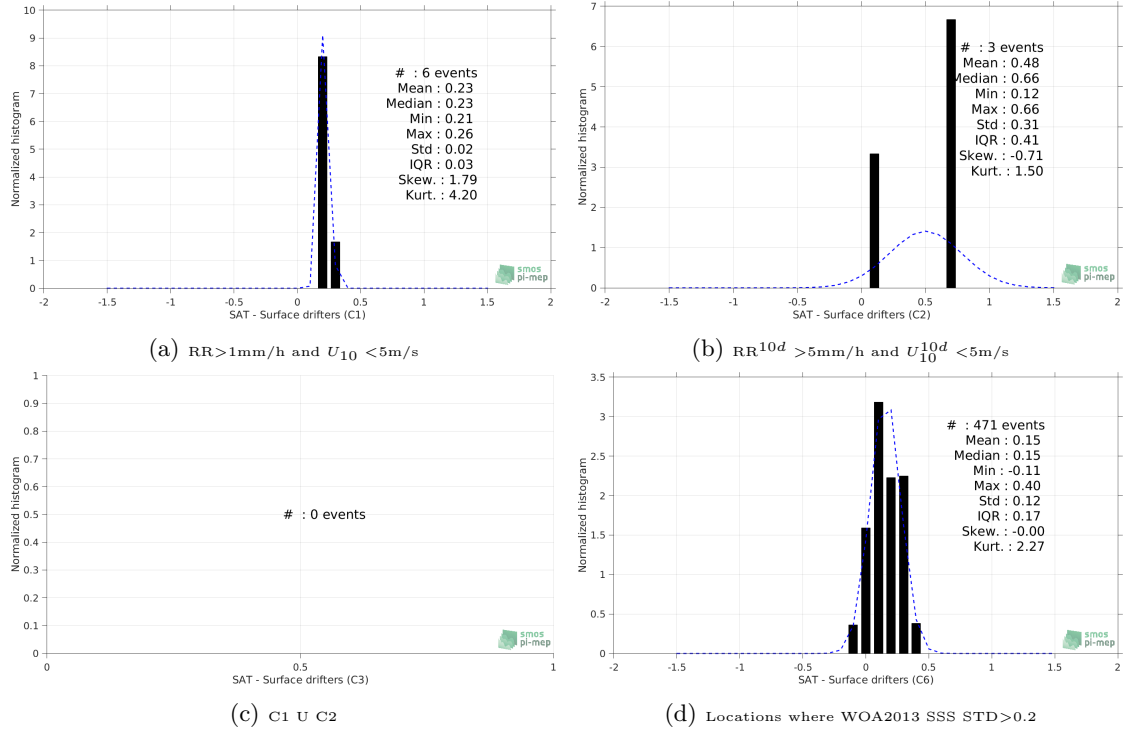 10
9
8
7
6
5
4
3
2
1
0
Normalized histogram
# : 6 events
Mean : 0.23
Median : 0.23
Min : 0.21
Max : 0.26
Std : 0.02
IQR : 0.03
Skew. : 1.79
Kurt. : 4.20
smos
pi-mep
-2 -1.5 -1 -0.5 0 0.5 1 1.5 2
SAT - Surface drifters (C1)
(a) RR>1mm/h and U10 <5m/s
7
6
5
4
3
2
1
0
Normalized histogram
# : 3 events
Mean : 0.48
Median : 0.66
Min : 0.12
Max : 0.66
Std : 0.31
IQR : 0.41
Skew. : -0.71
Kurt. : 1.50
smos
pi-mep
-2 -1.5 -1 -0.5 0 0.5 1 1.5 2
SAT - Surface drifters (C2)
(b) RR^10d >5mm/h and U10^10d <5m/s
1
0.9
0.8
0.7
0.6
0.5
0.4
0.3
0.2
0.1
0
Normalized histogram
# : 0 events
smos
pi-mep
0 0.5 1
SAT - Surface drifters (C3)
(c) C1 U C2
3.5
3
2.5
2
1.5
1
0.5
0
Normalized histogram
# : 471 events
Mean : 0.15
Median : 0.15
Min : -0.11
Max : 0.40
Std : 0.12
IQR : 0.17
Skew. : -0.00
Kurt. : 2.27
smos
pi-mep
-2 -1.5 -1 -0.5 0 0.5 1 1.5 2
SAT - Surface drifters (C6)
(d) Locations where WOA2013 SSS STD>0.2